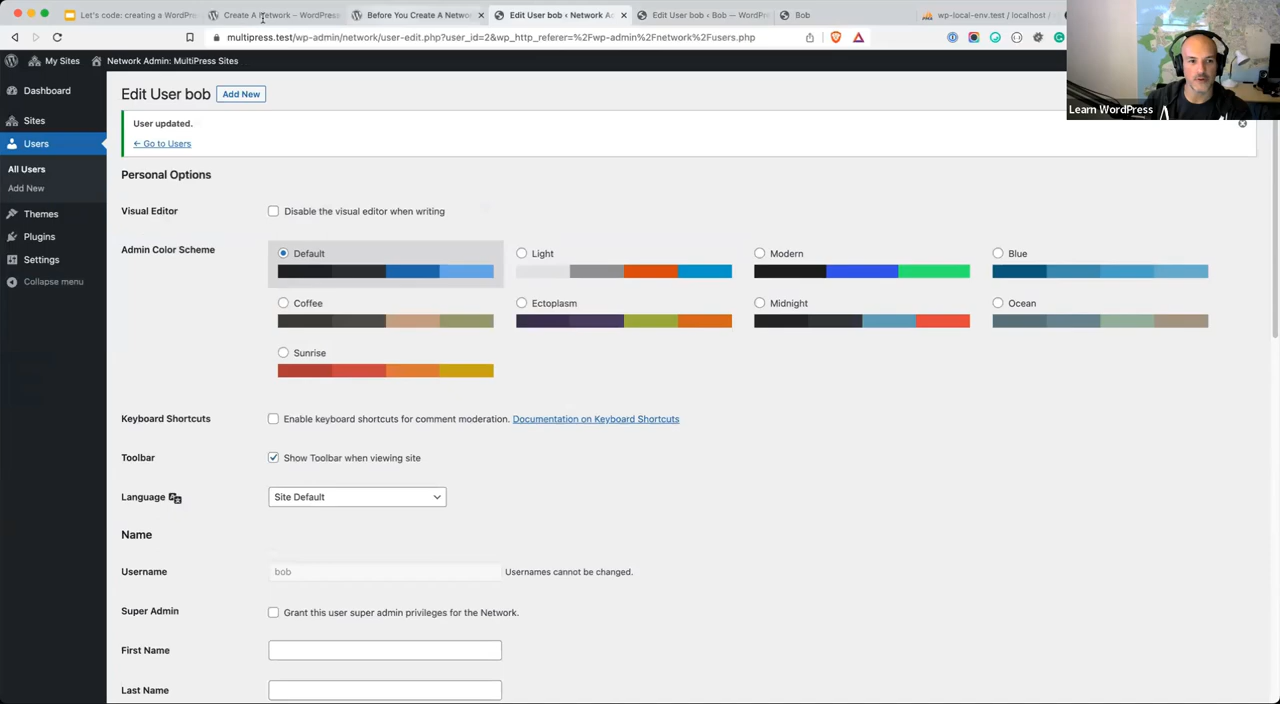 Let's code: creating a WordPre
Create A Network – WordPress
Before You Create A Networ
Edit User bob ‹ Network Ad
Edit User bob ‹ Bob — WordPr
Bob
wp-local-env.test / localhost /
multipress.test/wp-admin/network/user-edit.php?user_id=2&wp_http_referer=%2Fwp-admin%2Fnetwork%2Fusers.php
My Sites
Network Admin: MultiPress Sites
Learn WordPress
Dashboard
Sites
Users
All Users
Add New
Themes
Plugins
Settings
Collapse menu
Edit User bob
Add New
User updated.
← Go to Users
Personal Options
Visual Editor
Disable the visual editor when writing
Admin Color Scheme
Default
Light
Modern
Blue
Coffee
Ectoplasm
Midnight
Ocean
Sunrise
Keyboard Shortcuts
Enable keyboard shortcuts for comment moderation. Documentation on Keyboard Shortcuts
Toolbar
Show Toolbar when viewing site
Language
Site Default
Name
Username
bob
Usernames cannot be changed.
Super Admin
Grant this user super admin privileges for the Network.
First Name
Last Name